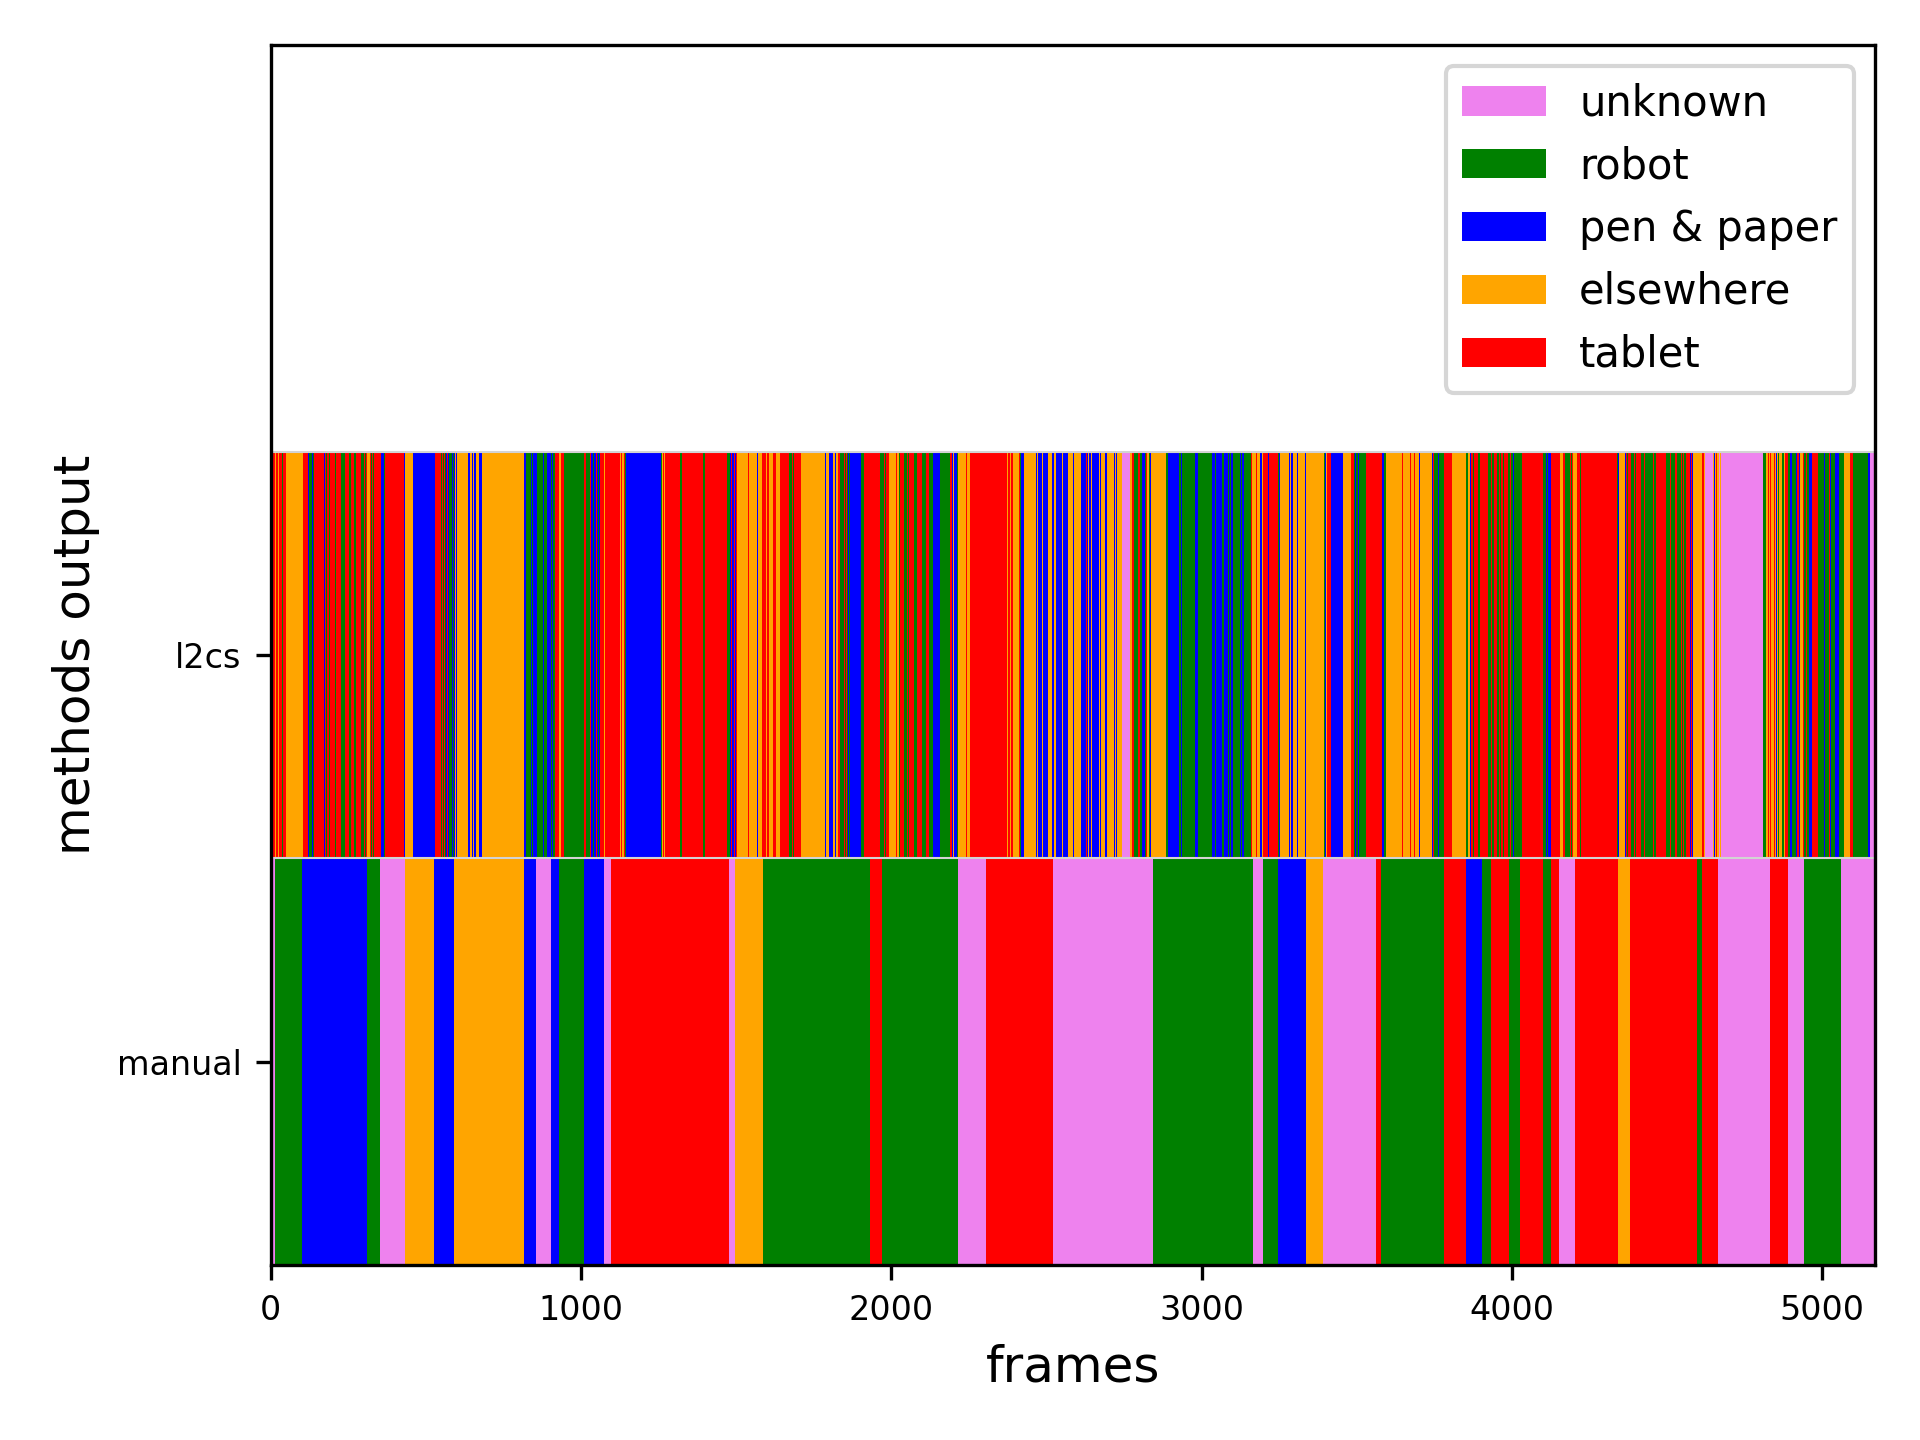 unknown
robot
pen & paper
elsewhere
tablet
methods output
l2cs
manual
0 1000 2000 3000 4000 5000
frames